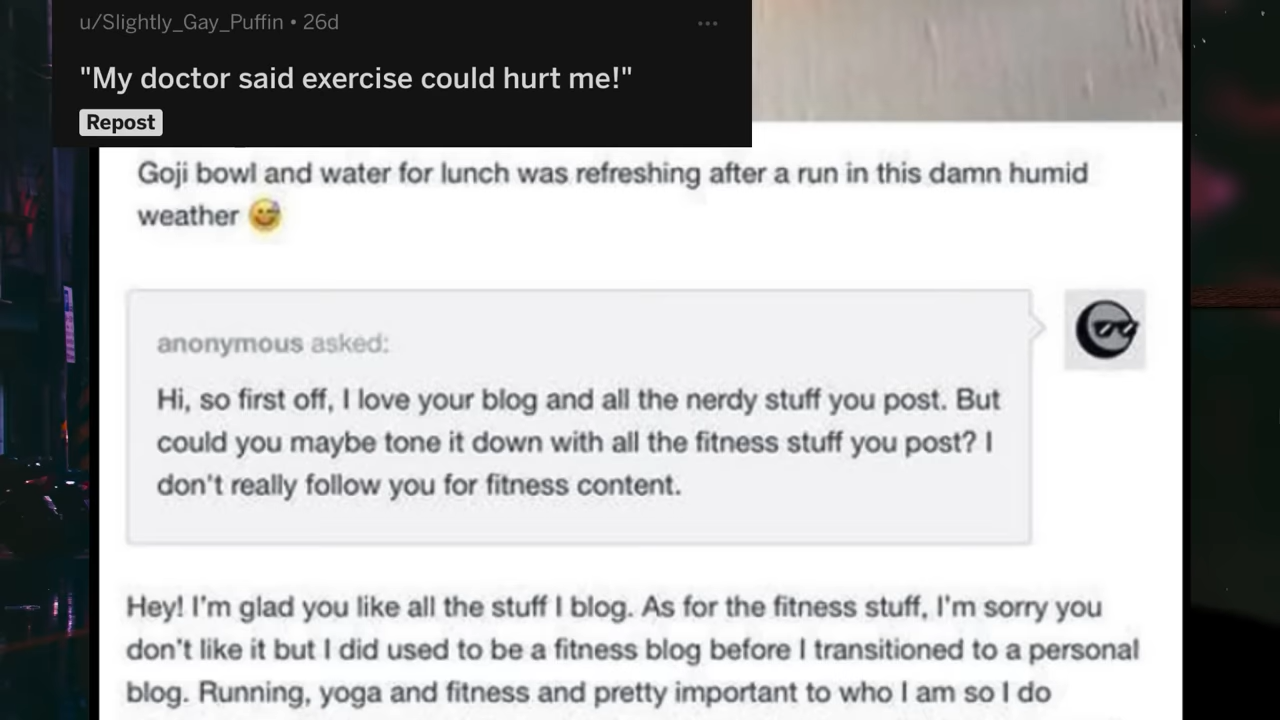 u/Slightly_Gay_Puffin • 26d
"My doctor said exercise could hurt me!"
Repost
Goji bowl and water for lunch was refreshing after a run in this damn humid
weather 😅
anonymous asked:
Hi, so first off, I love your blog and all the nerdy stuff you post. But
could you maybe tone it down with all the fitness stuff you post? I
don't really follow you for fitness content.
Hey! I'm glad you like all the stuff I blog. As for the fitness stuff, I'm sorry you
don't like it but I did used to be a fitness blog before I transitioned to a personal
blog. Running, yoga and fitness and pretty important to who I am so I do